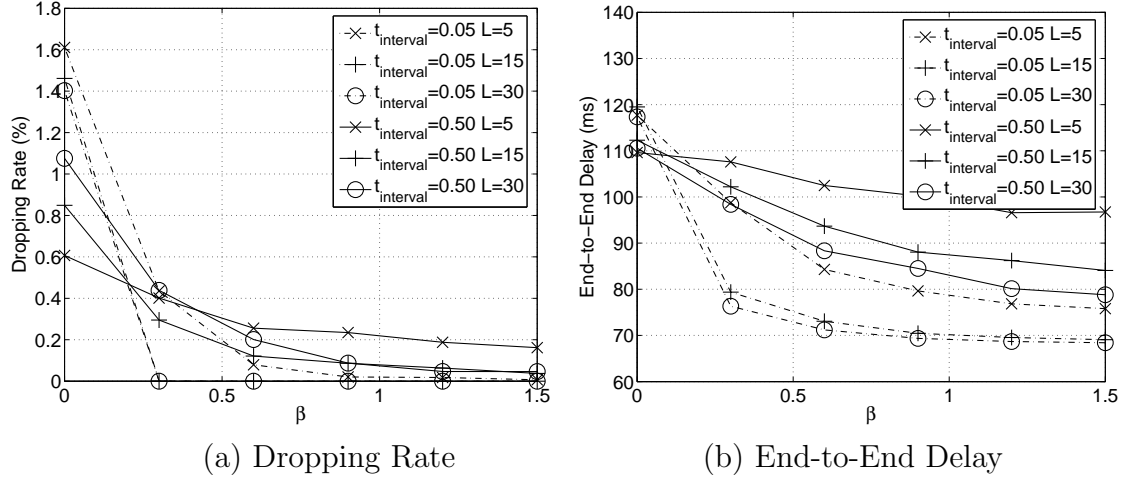 1.8
1.6
1.4
1.2
1
0.8
0.6
0.4
0.2
0
0 0.5 1 1.5
Dropping Rate (%)
β
t_interval=0.05 L=5
t_interval=0.05 L=15
t_interval=0.05 L=30
t_interval=0.50 L=5
t_interval=0.50 L=15
t_interval=0.50 L=30
(a) Dropping Rate
140
130
120
110
100
90
80
70
60
0 0.5 1 1.5
End−to−End Delay (ms)
β
t_interval=0.05 L=5
t_interval=0.05 L=15
t_interval=0.05 L=30
t_interval=0.50 L=5
t_interval=0.50 L=15
t_interval=0.50 L=30
(b) End-to-End Delay